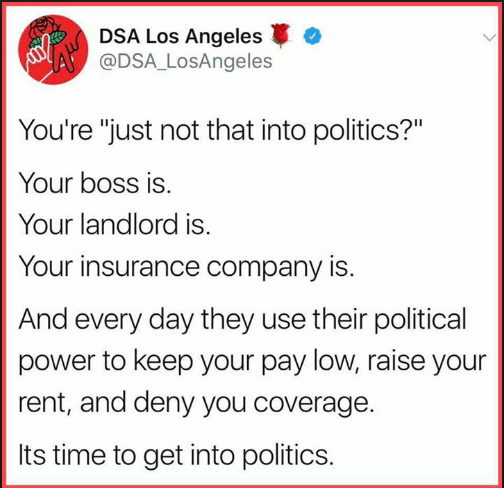 DSA Los Angeles 🌹
@DSA_LosAngeles
You're "just not that into politics?"
Your boss is.
Your landlord is.
Your insurance company is.
And every day they use their political
power to keep your pay low, raise your
rent, and deny you coverage.
Its time to get into politics.